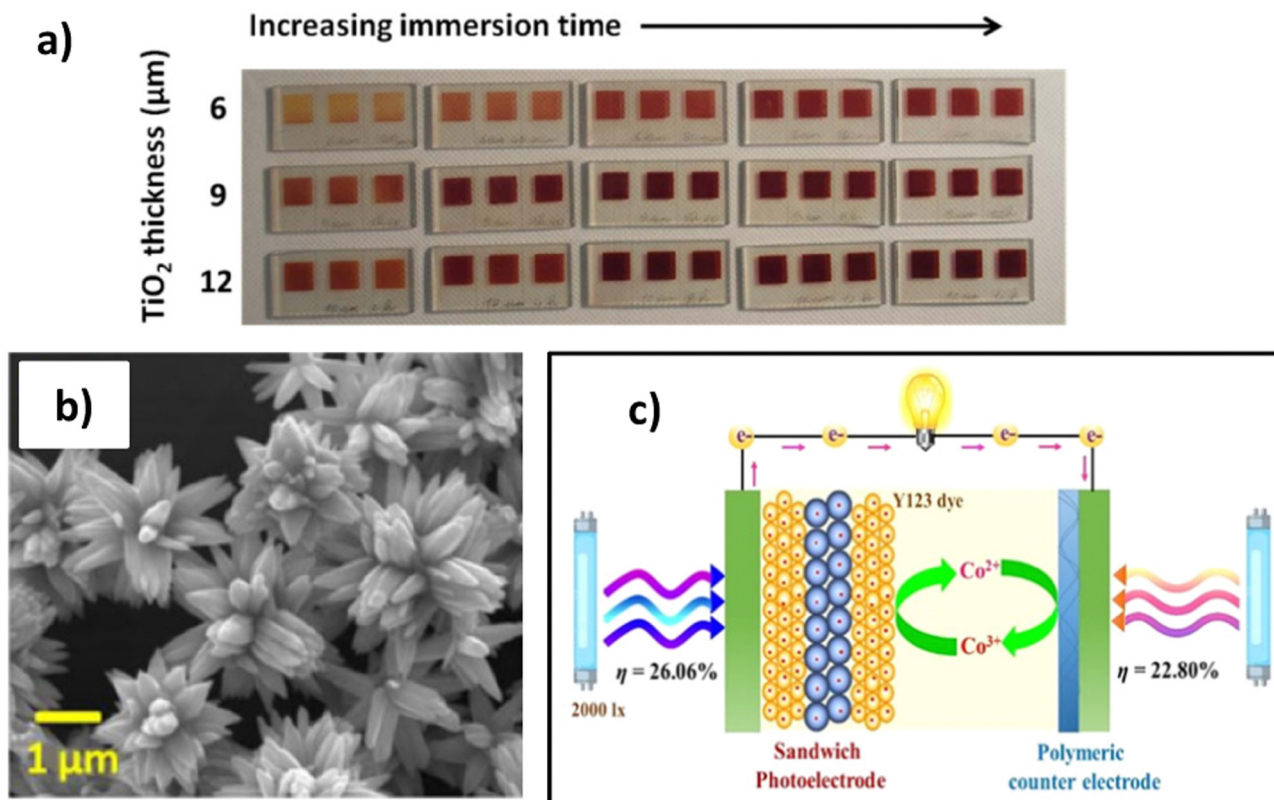 a)
Increasing immersion time
TiO₂ thickness (μm)
6
9
12
b)
1 μm
c)
e-
e-
e-
e-
Y123 dye
Co²⁺
Co³⁺
η = 26.06%
η = 22.80%
2000 lx
Sandwich
Photoelectrode
Polymeric
counter electrode